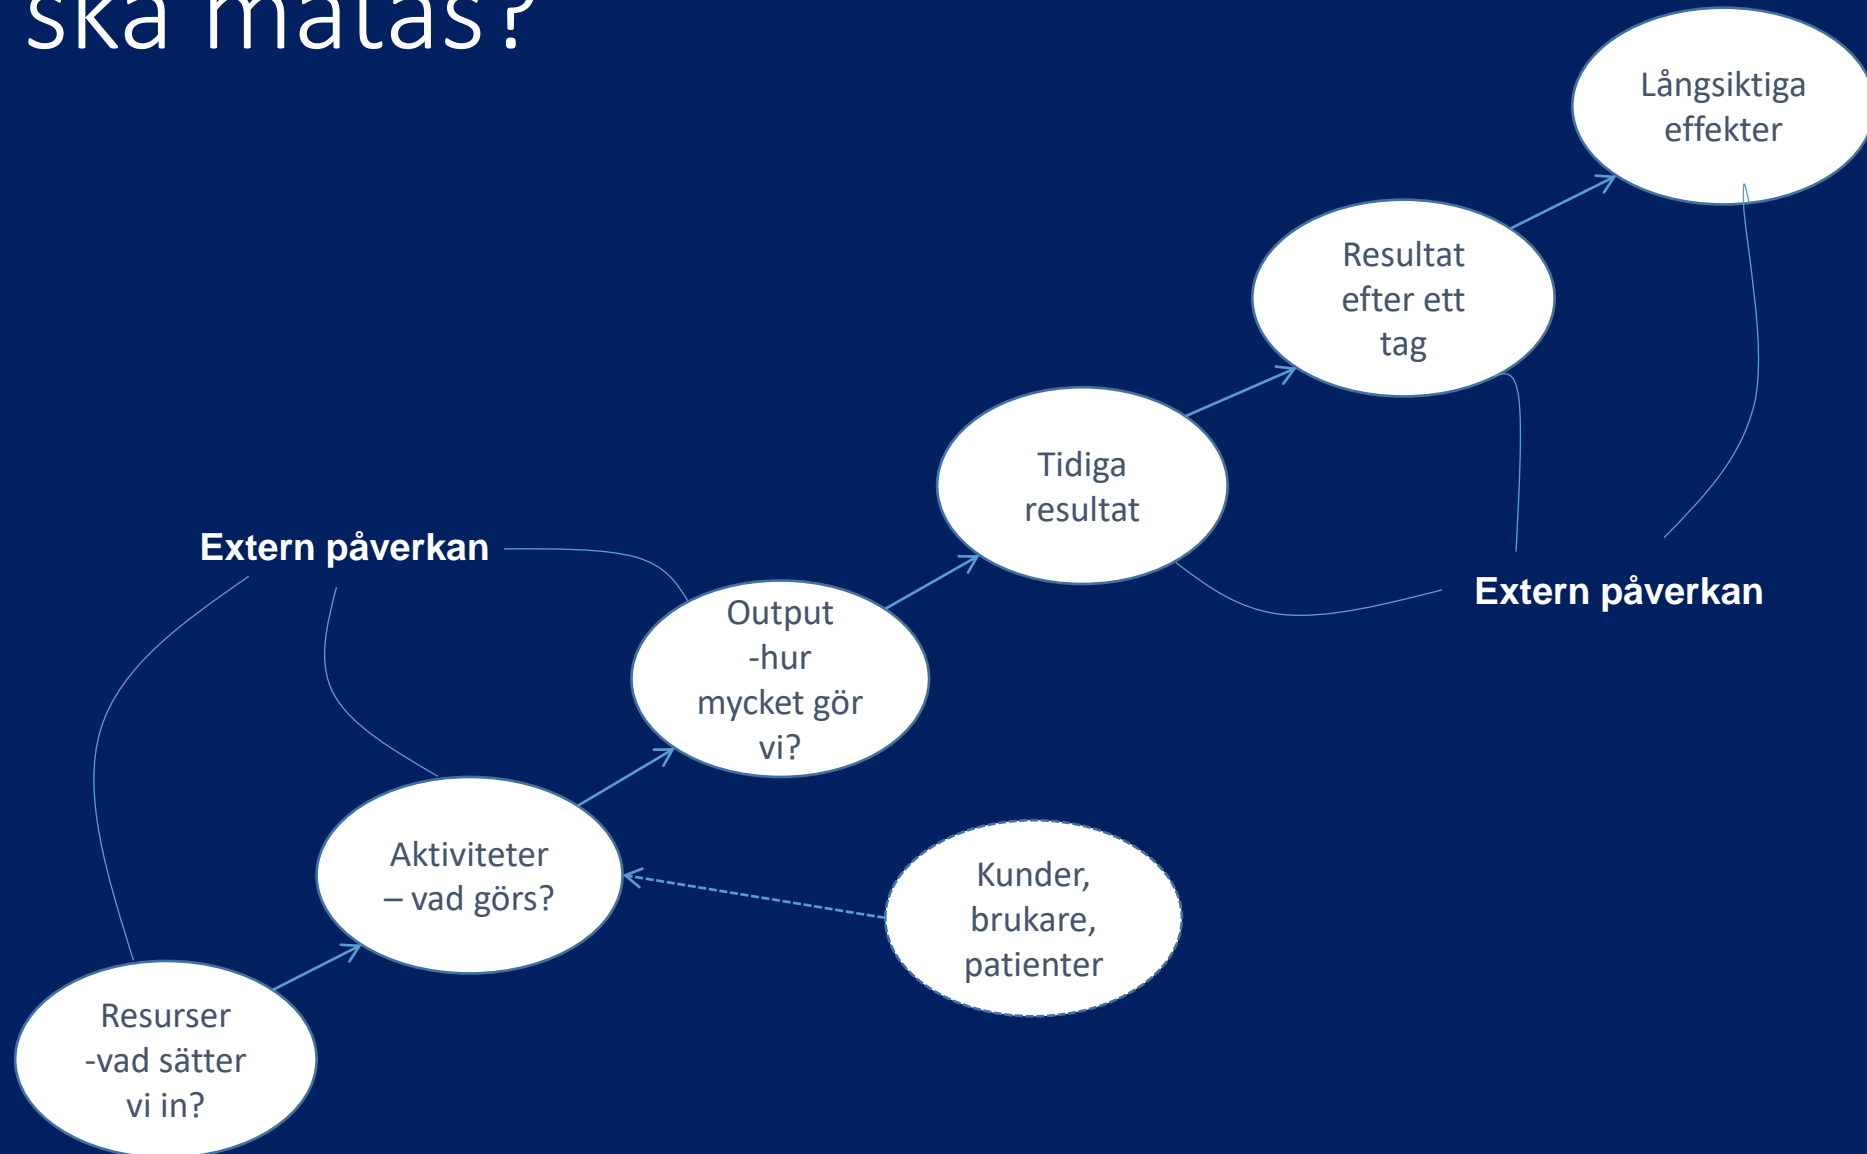 ska mätas?
Långsiktiga
effekter
Resultat
efter ett
tag
Tidiga
resultat
Extern påverkan
Extern påverkan
Output
-hur
mycket gör
vi?
Aktiviteter
– vad görs?
Kunder,
brukare,
patienter
Resurser
-vad sätter
vi in?